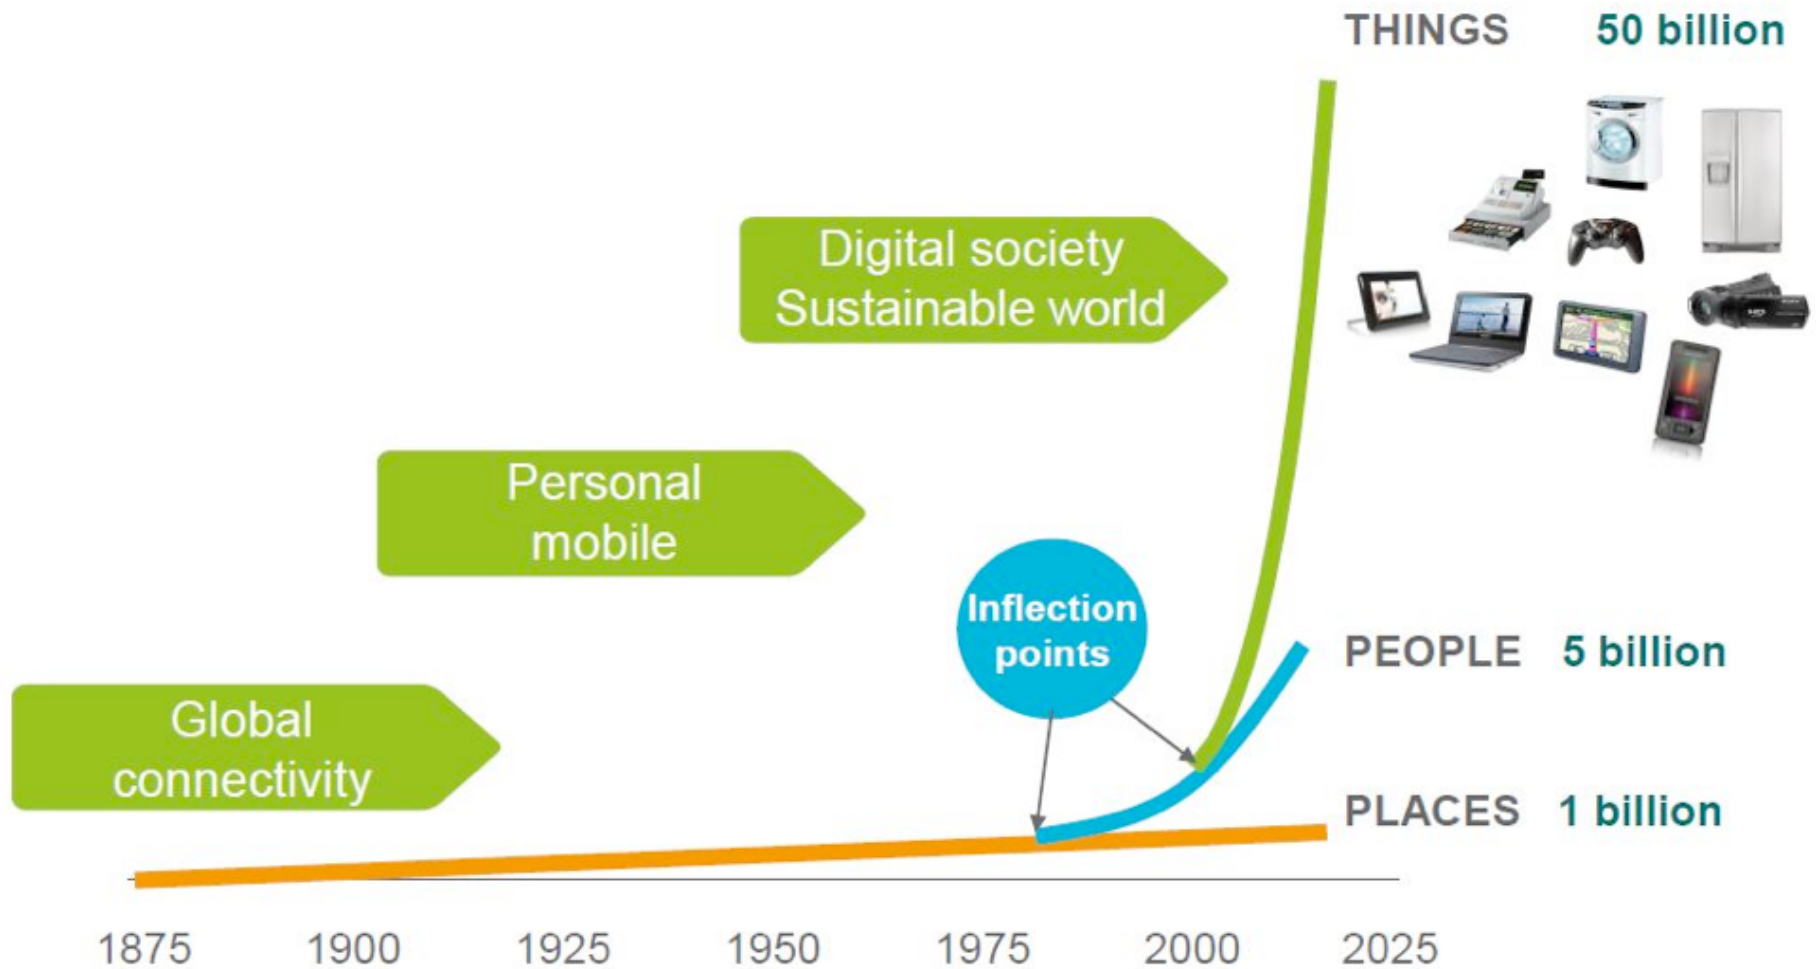 THINGS 50 billion
Digital society
Sustainable world
Personal
mobile
Inflection
points
PEOPLE 5 billion
Global
connectivity
PLACES 1 billion
1875 1900 1925 1950 1975 2000 2025